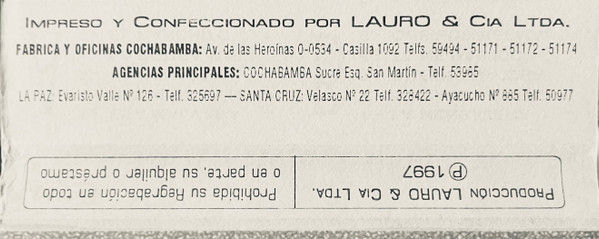 IMPRESO Y CONFECCIONADO POR LAURO & CIA LTDA.
FABRICA Y OFICINAS COCHABAMBA: Av. de las Heroínas 0-0534 - Casilla 1092 Telfs. 59494 - 51171 - 51172 - 51174
AGENCIAS PRINCIPALES: COCHABAMBA Sucre Esq. San Martín - Telf. 53985
LA PAZ: Evaristo Valle Nº 126 - Telf. 325697 — SANTA CRUZ: Velasco Nº 22 Telf. 328422 - Ayacucho Nº 885 Telf. 50977
PRODUCCIÓN LAURO & CIA LTDA.
℗ 1997
Prohibida su Regrabación en todo
o en parte, su alquiler o préstamo